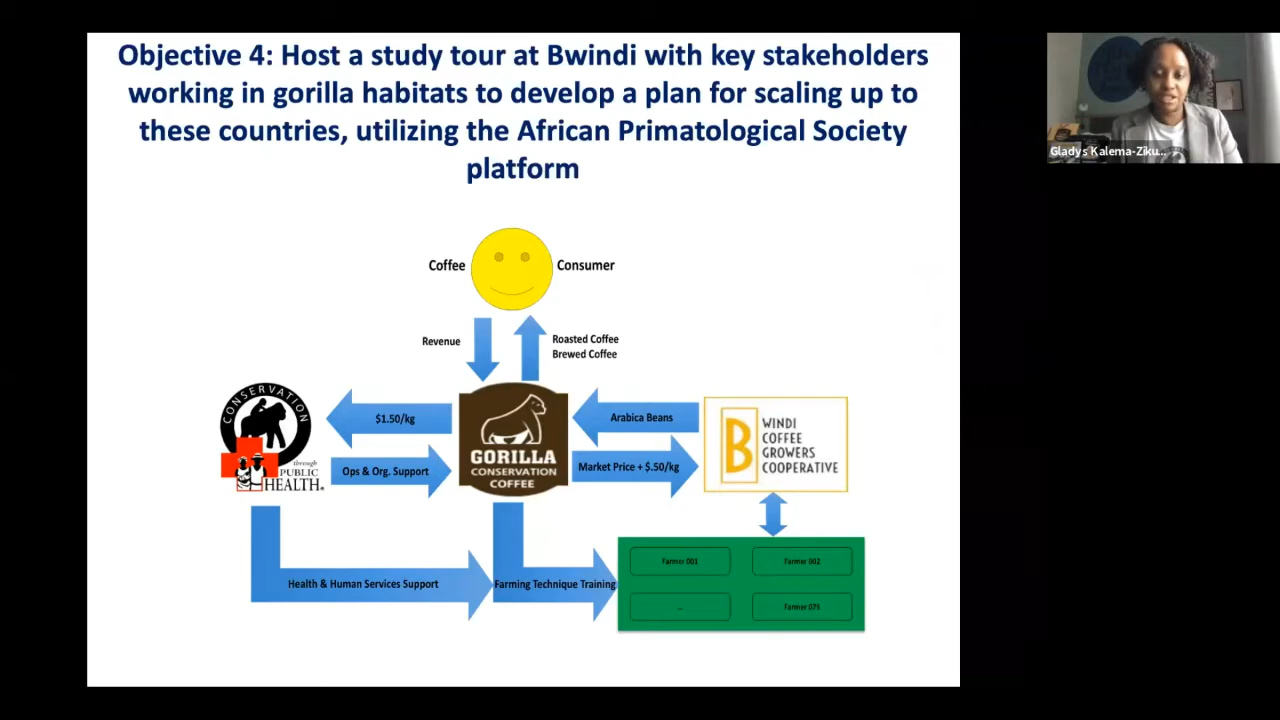 Objective 4: Host a study tour at Bwindi with key stakeholders
working in gorilla habitats to develop a plan for scaling up to
these countries, utilizing the African Primatological Society
platform
Gladys Kalema-Ziku...
Coffee
Consumer
Revenue
Roasted Coffee
Brewed Coffee
CONSERVATION
through
PUBLIC
HEALTH®
$1.50/kg
Ops & Org. Support
GORILLA
CONSERVATION
COFFEE
Arabica Beans
Market Price + $.50/kg
BWINDI
COFFEE
GROWERS
COOPERATIVE
Health & Human Services Support
Farming Technique Training
Farmer 001
Farmer 002
...
Farmer 075